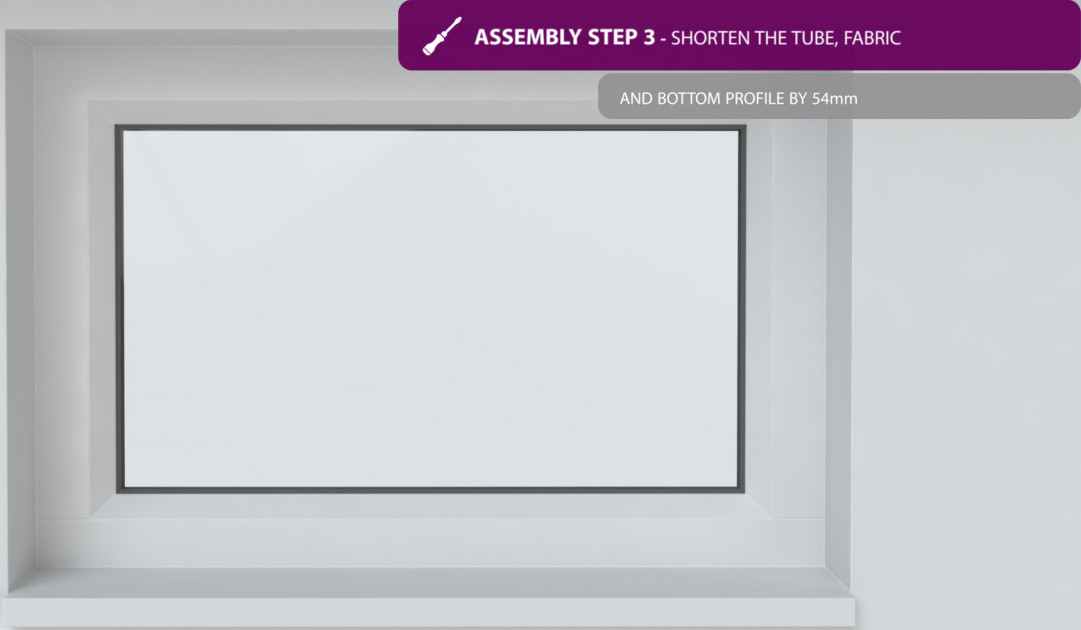 ASSEMBLY STEP 3 - SHORTEN THE TUBE, FABRIC
AND BOTTOM PROFILE BY 54mm